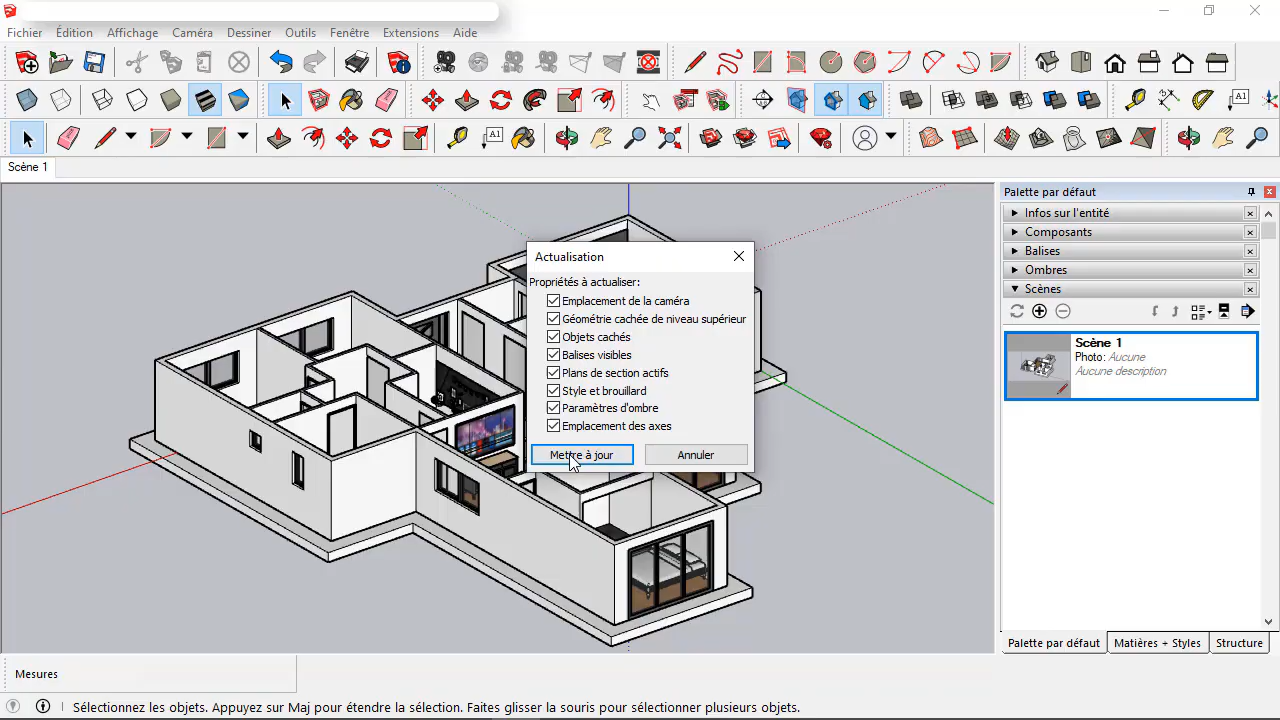 Fichier Édition Affichage Caméra Dessiner Outils Fenêtre Extensions Aide
A1
A1
Scène 1
Palette par défaut
Infos sur l'entité
Composants
Balises
Ombres
Scènes
Scène 1
Photo: Aucune
Aucune description
Actualisation
Propriétés à actualiser:
Emplacement de la caméra
Géométrie cachée de niveau supérieur
Objets cachés
Balises visibles
Plans de section actifs
Style et brouillard
Paramètres d'ombre
Emplacement des axes
Mettre à jour Annuler
Palette par défaut Matières + Styles Structure
Mesures
Sélectionnez les objets. Appuyez sur Maj pour étendre la sélection. Faites glisser la souris pour sélectionner plusieurs objets.